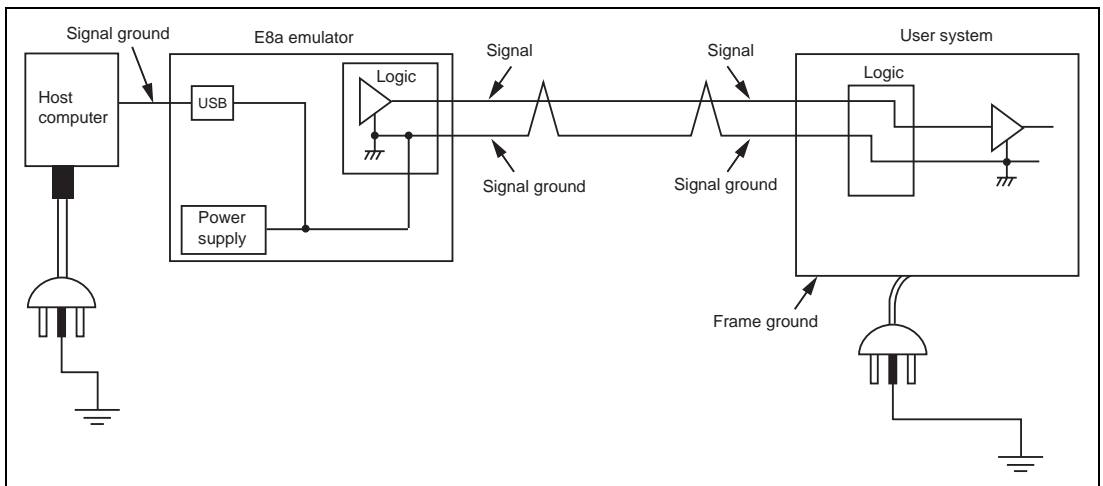 Signal ground
E8a emulator
User system
Host
computer
USB
Logic
Signal
Signal
Logic
Signal ground
Signal ground
Power
supply
Frame ground